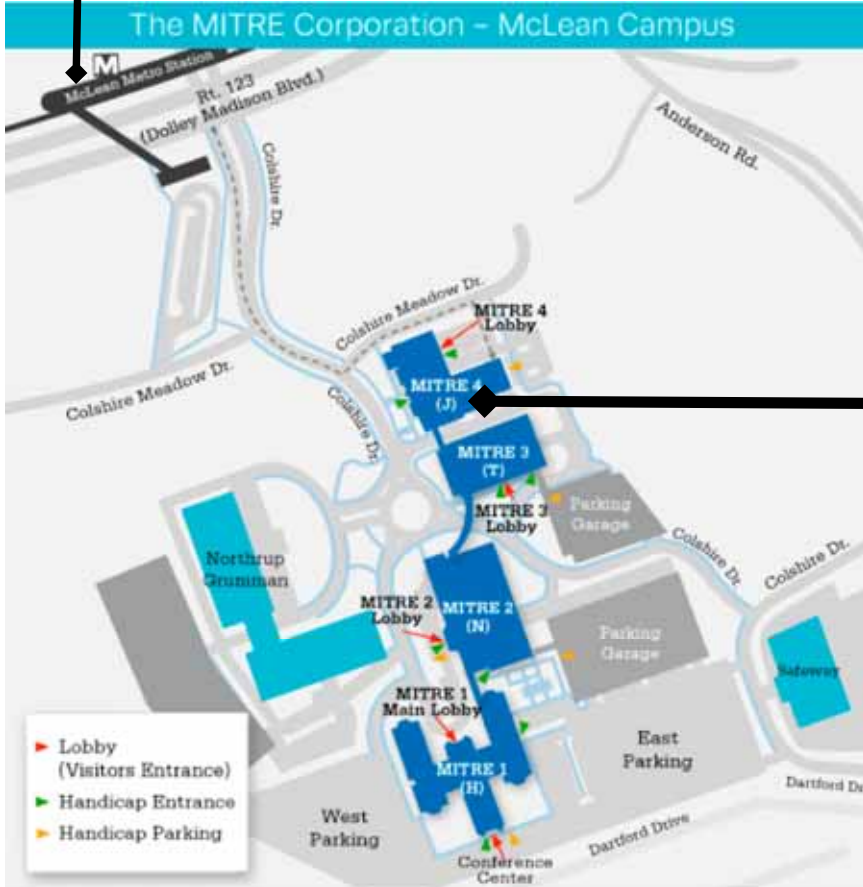 The MITRE Corporation – McLean Campus
M
McLean Metro Station
Rt. 123
(Dolley Madison Blvd.)
Anderson Rd.
Colshire Dr.
Colshire Meadow Dr.
MITRE 4
Lobby
Colshire Meadow Dr.
MITRE 4
(J)
Colshire Dr.
MITRE 3
(T)
MITRE 3
Lobby
Parking
Garage
Colshire Dr.
Colshire Dr.
Northrup
Grumman
MITRE 2
Lobby
MITRE 2
(N)
Parking
Garage
Safeway
MITRE 1
Main Lobby
East
Parking
MITRE 1
(H)
Lobby
(Visitors Entrance)
Handicap Entrance
Handicap Parking
West
Parking
Dartford
Dartford Drive
Conference
Center